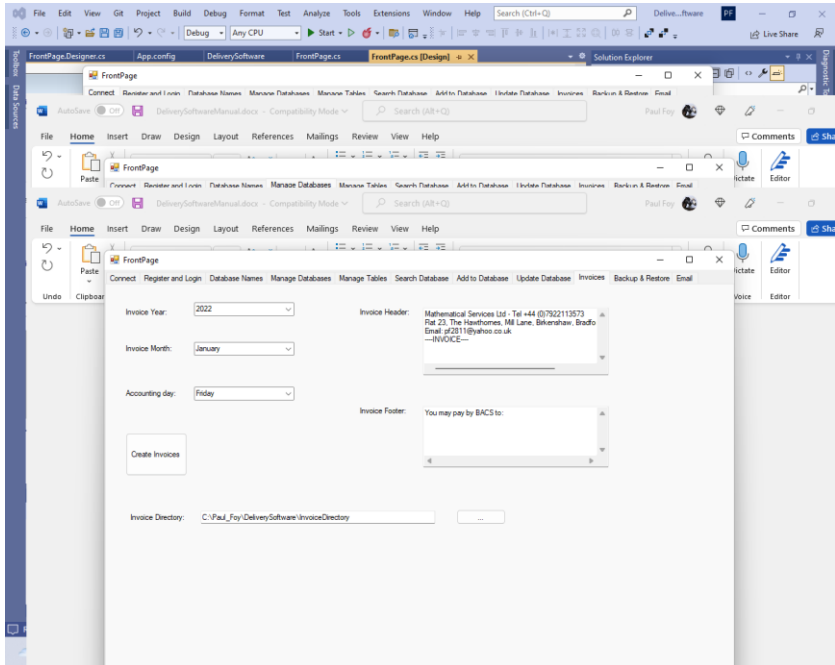 File Edit View Git Project Build Debug Format Test Analyze Tools Extensions Window Help Search (Ctrl+Q) Delive...ftware PF
Debug Any CPU Start Live Share
FrontPage.Designer.cs App.config DeliverySoftware FrontPage.cs FrontPage.cs [Design] Solution Explorer
Toolbox Data Sources
FrontPage
Connect Register and Login Database Names Manage Databases Manage Tables Search Database Add to Database Update Database Invoices Backup & Restore Email
AutoSave Off DeliverySoftwareManual.docx - Compatibility Mode Search (Alt+Q) Paul Foy
File Home Insert Draw Design Layout References Mailings Review View Help Comments Sha
Paste FrontPage ictate Editor
Connect Register and Login Database Names Manage Databases Manage Tables Search Database Add to Database Update Database Invoices Backup & Restore Email
AutoSave Off DeliverySoftwareManual.docx - Compatibility Mode Search (Alt+Q) Paul Foy
File Home Insert Draw Design Layout References Mailings Review View Help Comments Sha
FrontPage
Paste ictate Editor
Connect Register and Login Database Names Manage Databases Manage Tables Search Database Add to Database Update Database Invoices Backup & Restore Email
Undo Clipboar Voice Editor
Invoice Year: 2022
Invoice Header: Mathematical Services Ltd - Tel +44 (0)7922113573
Flat 23, The Hawthornes, Mill Lane, Birkenshaw, Bradfo
Email: pf2811@yahoo.co.uk
----INVOICE----
Invoice Month: January
Accounting day: Friday
Invoice Footer: You may pay by BACS to:
Create Invoices
Invoice Directory: C:\Paul_Foy\DeliverySoftware\InvoiceDirectory ...